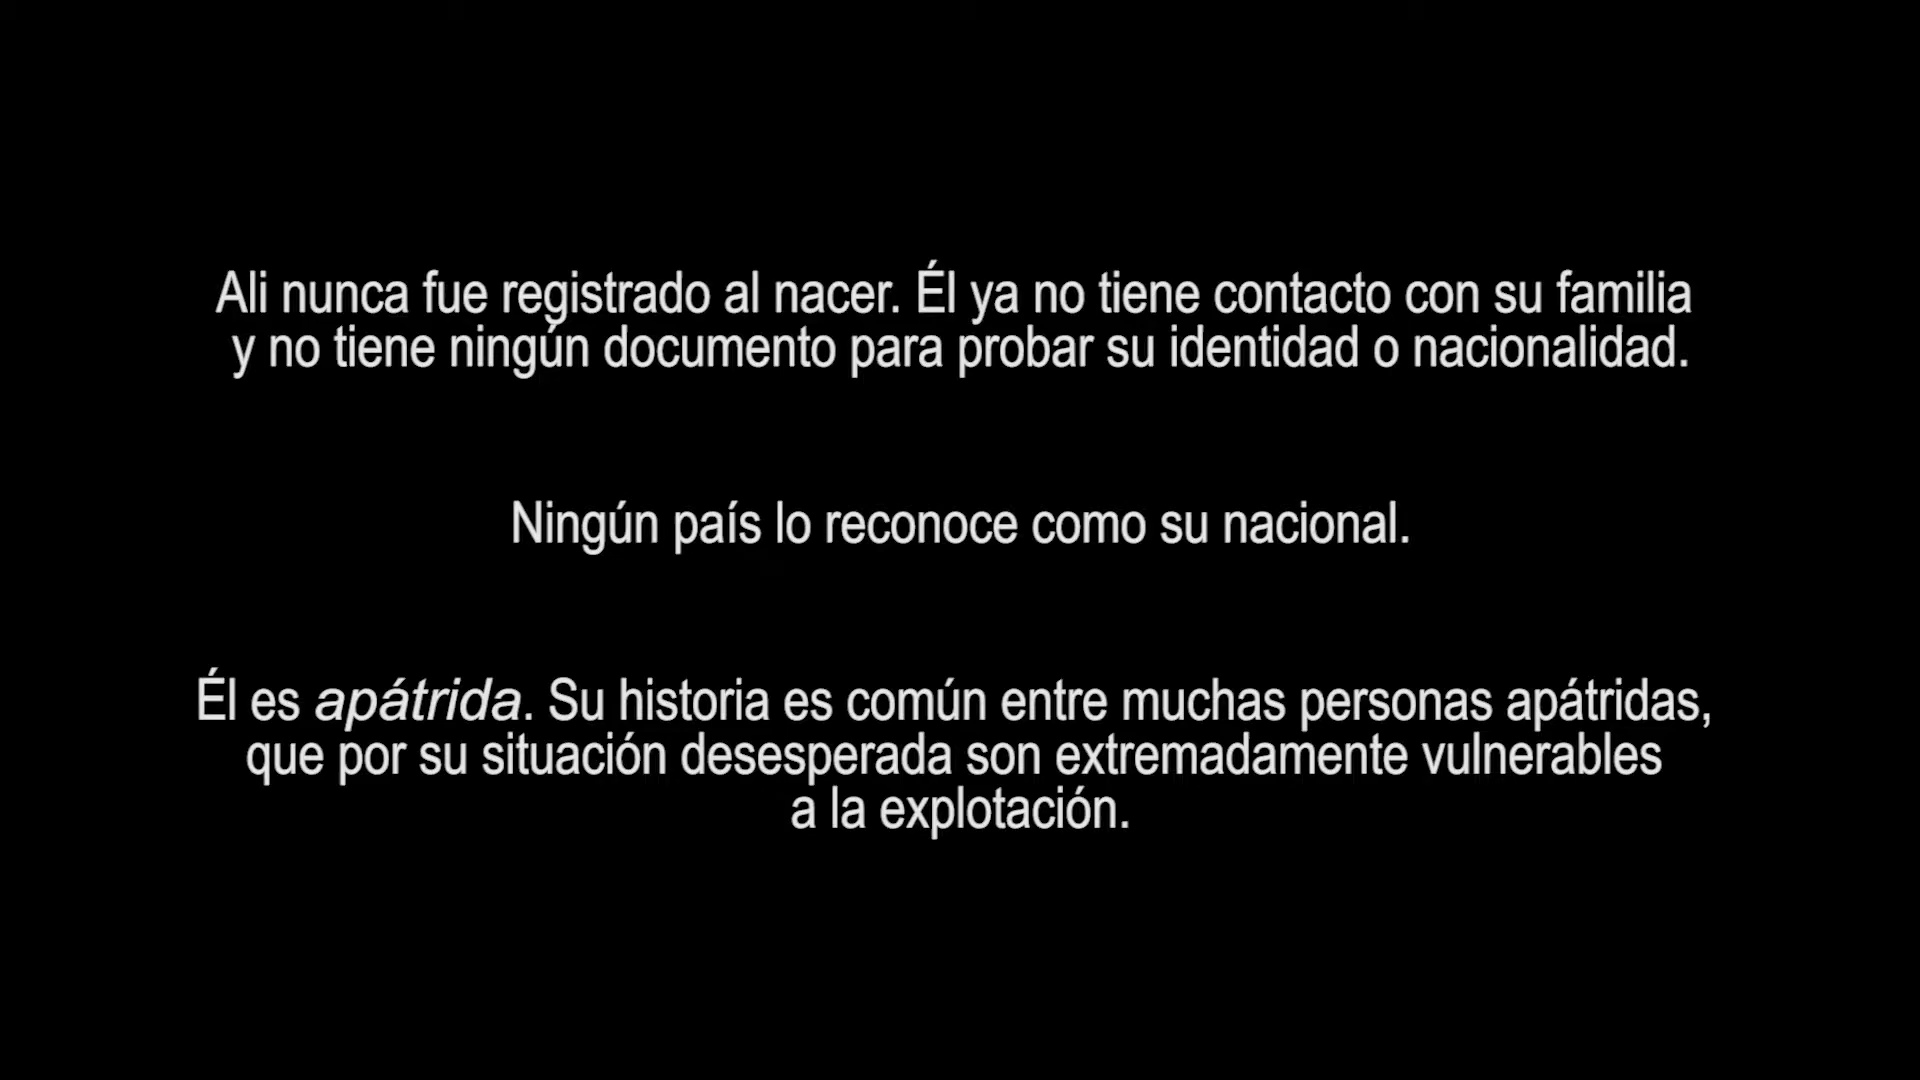 Ali nunca fue registrado al nacer. Él ya no tiene contacto con su familia
y no tiene ningún documento para probar su identidad o nacionalidad.
Ningún país lo reconoce como su nacional.
Él es apátrida. Su historia es común entre muchas personas apátridas,
que por su situación desesperada son extremadamente vulnerables
a la explotación.